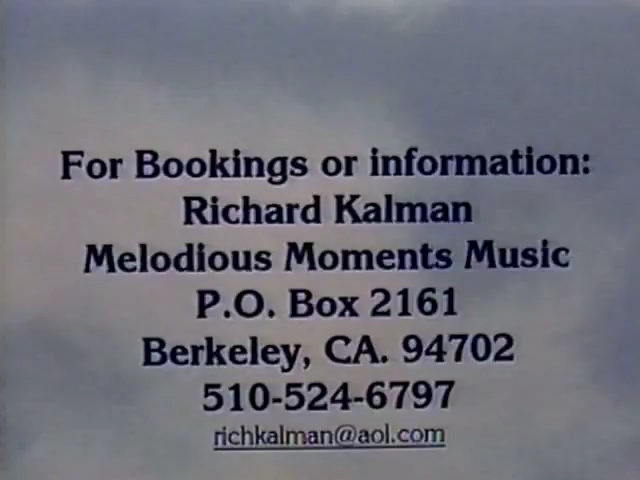 For Bookings or information:
Richard Kalman
Melodious Moments Music
P.O. Box 2161
Berkeley, CA. 94702
510-524-6797
richkalman@aol.com